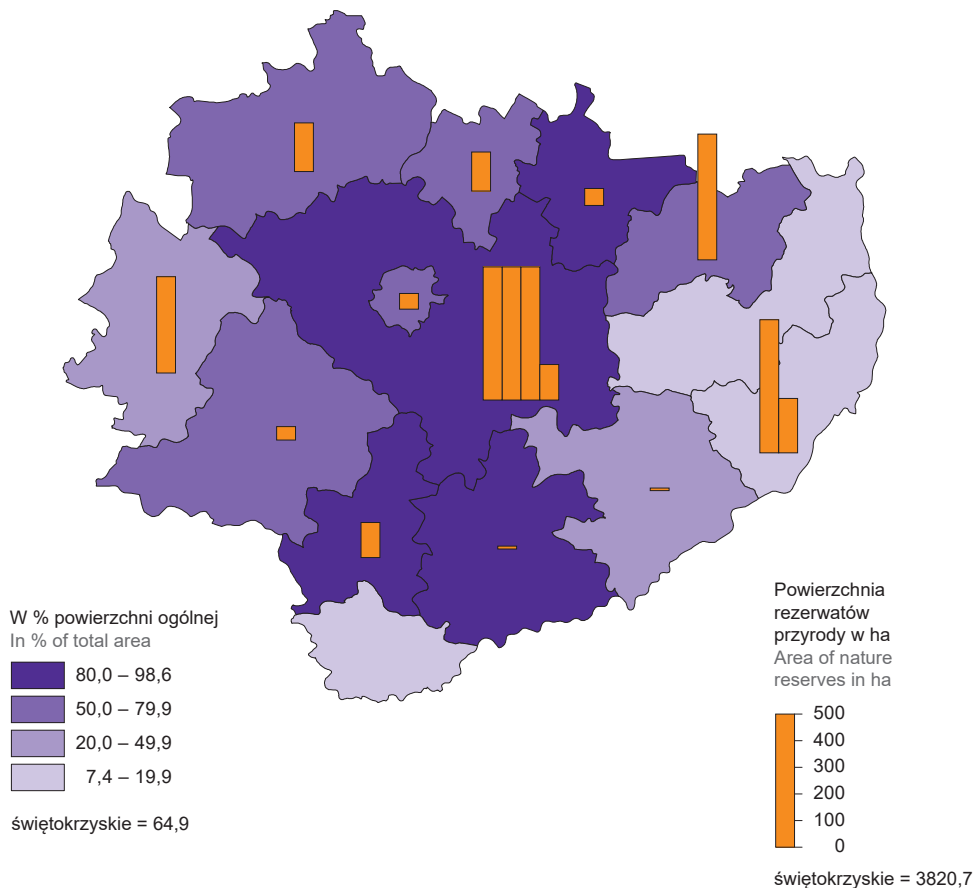 W % powierzchni ogólnej
In % of total area
80,0 – 98,6
50,0 – 79,9
20,0 – 49,9
7,4 – 19,9
świętokrzyskie = 64,9
Powierzchnia
rezerwatów
przyrody w ha
Area of nature
reserves in ha
500
400
300
200
100
0
świętokrzyskie = 3820,7